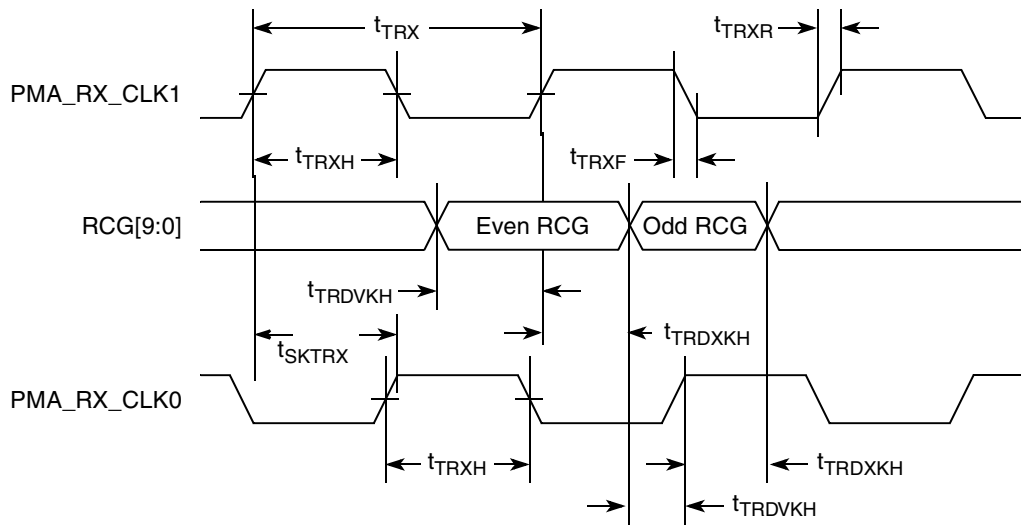 tTRX
tTRXR
PMA_RX_CLK1
tTRXH
tTRXF
RCG[9:0]
Even RCG
Odd RCG
tTRDVKH
tTRDXKH
tSKTRX
PMA_RX_CLK0
tTRXH
tTRDXKH
tTRDVKH